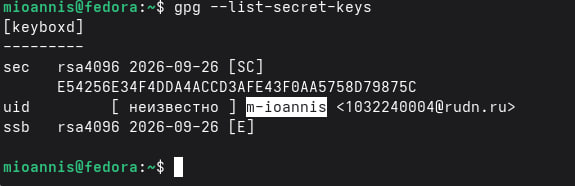 mioannis@fedora:~$ gpg --list-secret-keys
[keyboxd]
---------
sec   rsa4096 2026-09-26 [SC]
      E54256E34F4DDA4ACCD3AFE43F0AA5758D79875C
uid         [ неизвестно ] m-ioannis <1032240004@rudn.ru>
ssb   rsa4096 2026-09-26 [E]
mioannis@fedora:~$